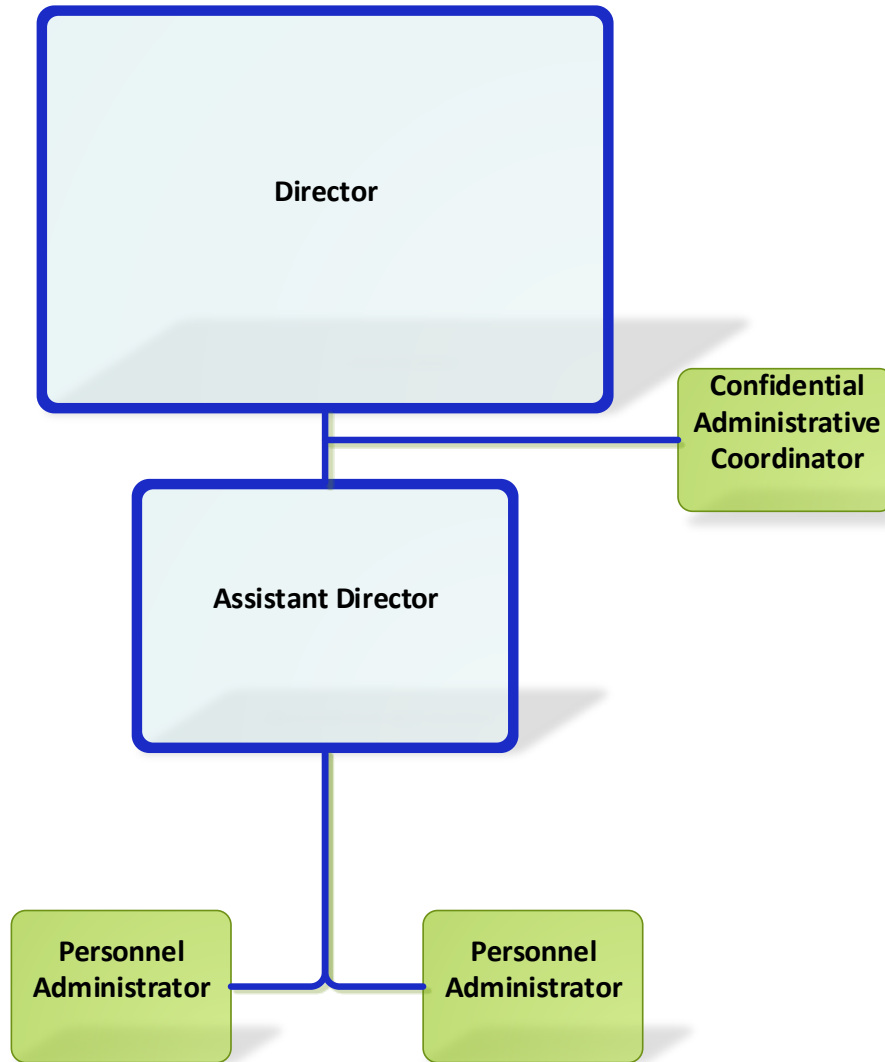 Director
Confidential
Administrative
Coordinator
Assistant Director
Personnel
Administrator
Personnel
Administrator